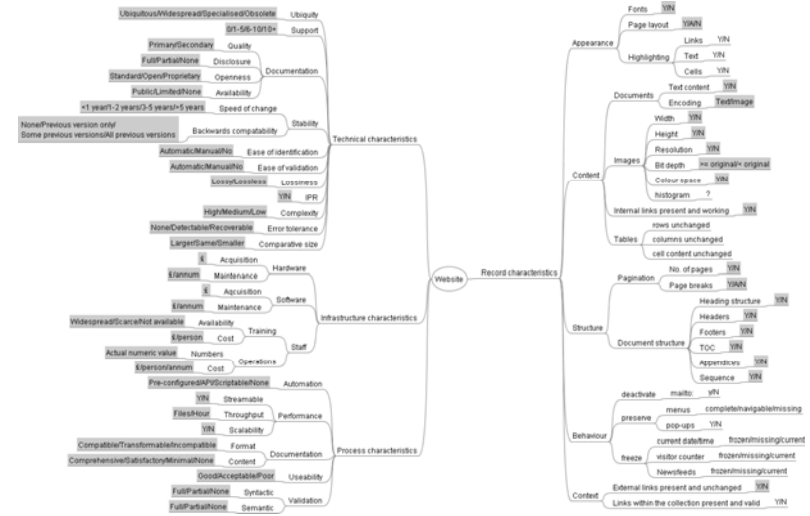 Ubiquitous/Widespread/Specialised/Obsolete Ubiquity
0/1-5/6-10/10+ Support
Primary/Secondary Quality
Full/Partial/None Disclosure
Standard/Open/Proprietary Openness
Public/Limited/None Availability
Documentation
<1 year/1-2 years/3-5 years/>5 years Speed of change
None/Previous version only/
Some previous versions/All previous versions Backwards compatability
Stability
Technical characteristics
Automatic/Manual/No Ease of identification
Automatic/Manual/No Ease of validation
Lossy/Lossless Lossiness
Y/N IPR
High/Medium/Low Complexity
None/Detectable/Recoverable Error tolerance
Larger/Same/Smaller Comparative size
£ Acquisition
£/annum Maintenance
Hardware
£ Aqcuisition
£/annum Maintenance
Software
Infrastructure characteristics
Widespread/Scarce/Not available Availability
£/person Cost
Training
Staff
Actual numeric value Numbers
£/person/annum Cost
Operations
Pre-configured/API/Scriptable/None Automation
Y/N Streamable
Files/Hour Throughput
Y/N Scalability
Performance
Process characteristics
Compatible/Transformable/Incompatible Format
Comprehensive/Satisfactory/Minimal/None Content
Documentation
Good/Acceptable/Poor Useability
Full/Partial/None Syntactic
Full/Partial/None Semantic
Validation
Website
Record characteristics
Appearance
Fonts Y/N
Page layout Y/A/N
Highlighting
Links Y/N
Text Y/N
Cells Y/N
Content
Documents
Text content Y/N
Encoding Text/Image
Images
Width Y/N
Height Y/N
Resolution Y/N
Bit depth >= original/< original
Colour space Y/N
histogram ?
Internal links present and working Y/N
Tables
rows unchanged
columns unchanged
cell content unchanged
Structure
Pagination
No. of pages Y/N
Page breaks Y/A/N
Document structure
Heading structure Y/N
Headers Y/N
Footers Y/N
TOC Y/N
Appendices Y/N
Sequence Y/N
Behaviour
deactivate mailto: y/N
preserve
menus complete/navigable/missing
pop-ups Y/N
freeze
current date/time frozen/missing/current
visitor counter frozen/missing/current
Newsfeeds frozen/missing/current
Context
External links present and unchanged Y/N
Links within the collection present and valid Y/N